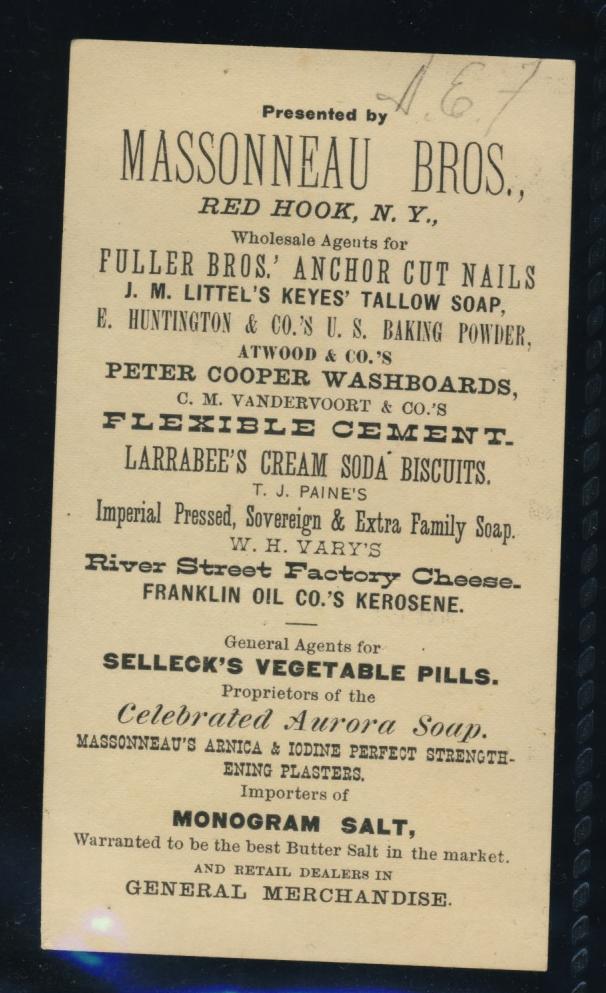 A.E.7
Presented by
MASSONNEAU BROS.,
RED HOOK, N. Y.,
Wholesale Agents for
FULLER BROS.' ANCHOR CUT NAILS
J. M. LITTEL'S KEYES' TALLOW SOAP,
E. HUNTINGTON & CO.'S U. S. BAKING POWDER,
ATWOOD & CO.'S
PETER COOPER WASHBOARDS,
C. M. VANDERVOORT & CO.'S
FLEXIBLE CEMENT.
LARRABEE'S CREAM SODA BISCUITS.
T. J. PAINE'S
Imperial Pressed, Sovereign & Extra Family Soap.
W. H. VARY'S
River Street Factory Cheese.
FRANKLIN OIL CO.'S KEROSENE.
General Agents for
SELLECK'S VEGETABLE PILLS.
Proprietors of the
Celebrated Aurora Soap.
MASSONNEAU'S ARNICA & IODINE PERFECT STRENGTH-
ENING PLASTERS.
Importers of
MONOGRAM SALT,
Warranted to be the best Butter Salt in the market.
AND RETAIL DEALERS IN
GENERAL MERCHANDISE.